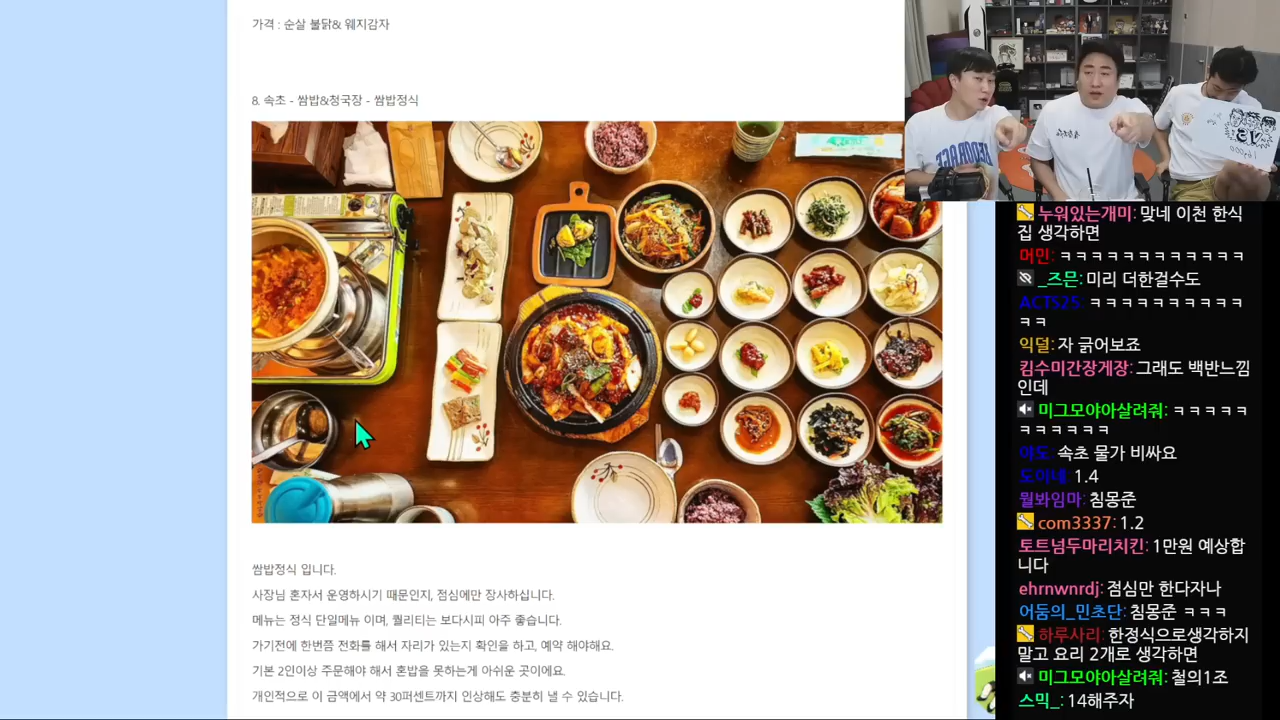 가격 : 순살 불닭& 웨지감자
8. 속초 - 쌈밥&청국장 - 쌈밥정식
쌈밥정식 입니다.
사장님 혼자서 운영하시기 때문인지, 점심에만 장사하십니다.
메뉴는 정식 단일메뉴 이며, 퀄리티는 보다시피 아주 좋습니다.
가기전에 한번쯤 전화를 해서 자리가 있는지 확인을 하고, 예약 해야해요.
기본 2인이상 주문해야 해서 혼밥을 못하는게 아쉬운 곳이에요.
개인적으로 이 금액에서 약 30퍼센트까지 인상해도 충분히 낼 수 있습니다.
VS
누워있는개미: 맞네 이천 한식
집 생각하면
머민: ㅋㅋㅋㅋㅋㅋㅋㅋㅋㅋㅋㅋ
_즈믄: 미리 더한걸수도
ACTS25: ㅋㅋㅋㅋㅋㅋㅋㅋㅋㅋ
ㅋㅋ
익덜: 자 긁어보죠
킴수미간장게장: 그래도 백반느낌
인데
미그모야아살려줘: ㅋㅋㅋㅋㅋ
ㅋㅋㅋㅋㅋㅋ
야도: 속초 물가 비싸요
도이네: 1.4
뭘봐임마: 침몽준
com3337: 1.2
토트넘두마리치킨: 1만원 예상합
니다
ehrnwnrdj: 점심만 한다자나
어둠의_민초단: 침몽준 ㅋㅋㅋ
하루사리: 한정식으로생각하지
말고 요리 2개로 생각하면
미그모야아살려줘: 철의1조
스믹_: 14해주자